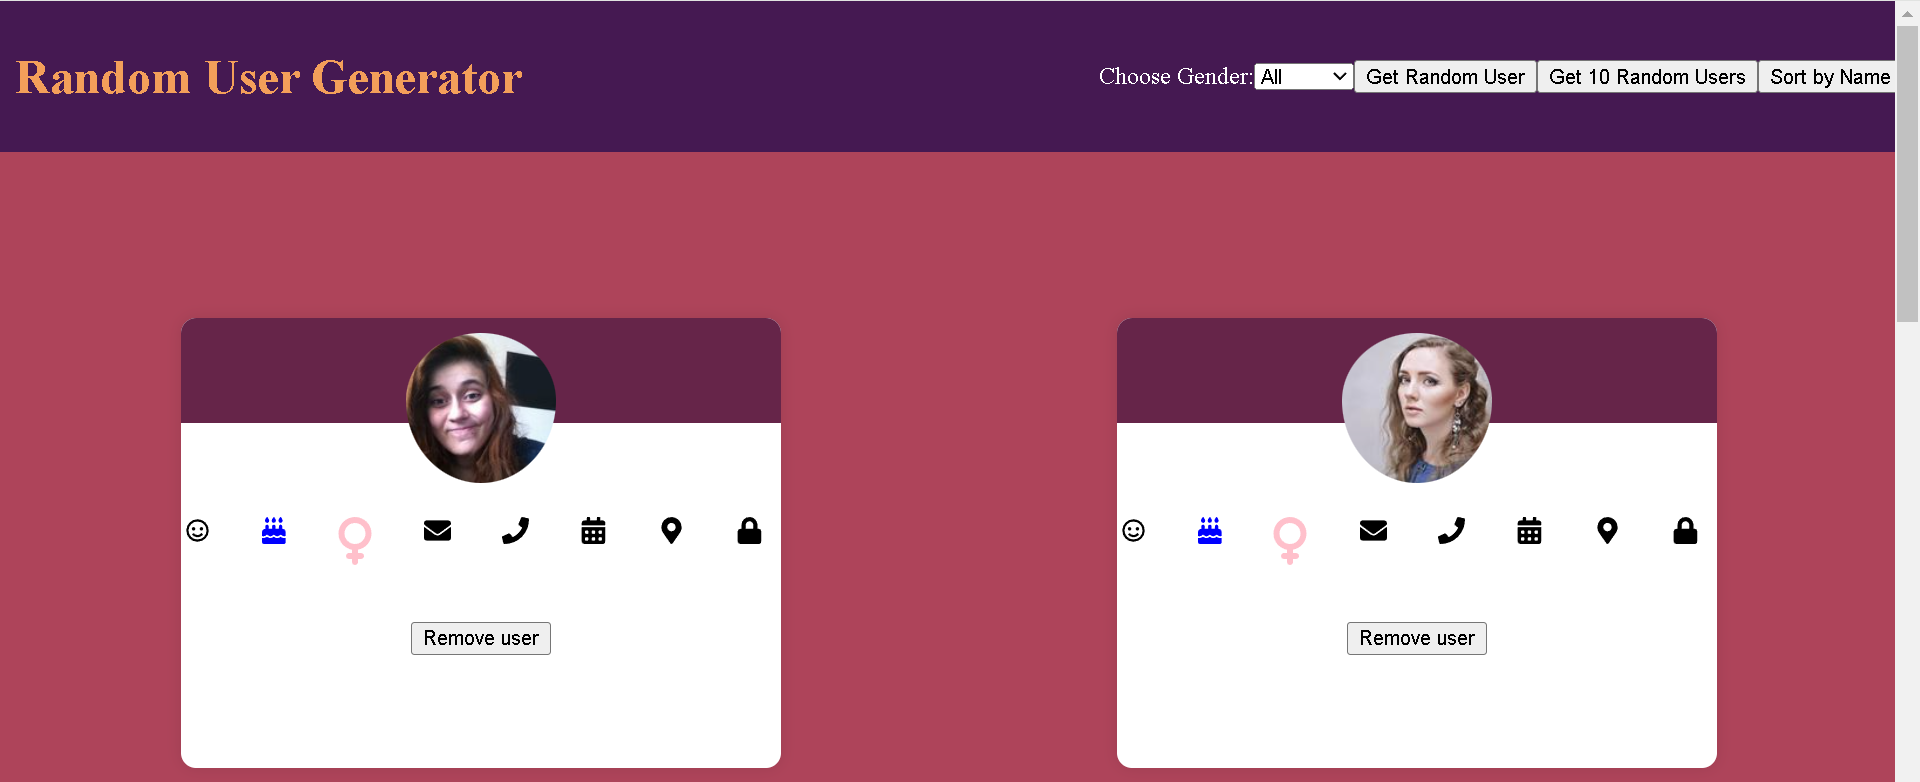 Random User Generator
Choose Gender: All Get Random User Get 10 Random Users Sort by Name
Remove user Remove user